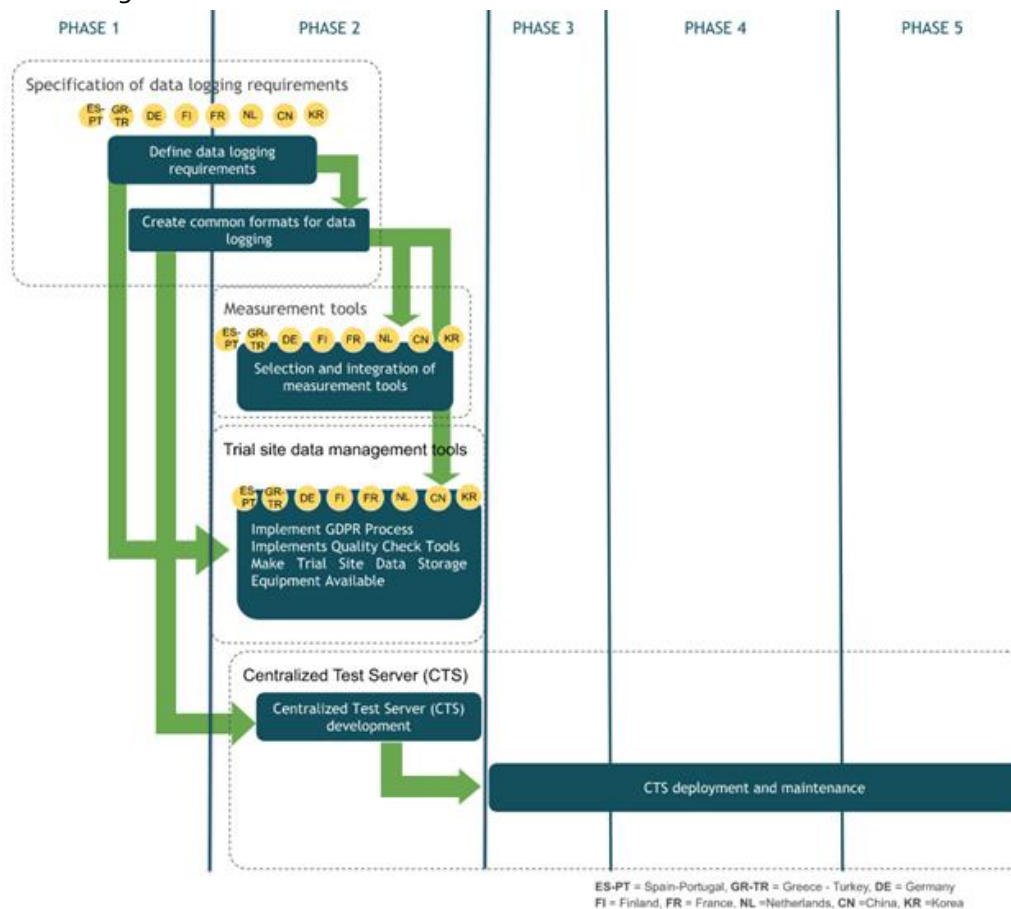 PHASE 1 PHASE 2 PHASE 3 PHASE 4 PHASE 5
Specification of data logging requirements
ES-PT GR-TR DE FI FR NL CN KR
Define data logging
requirements
Create common formats for data
logging
Measurement tools
ES-PT GR-TR DE FI FR NL CN KR
Selection and integration of
measurement tools
Trial site data management tools
ES-PT GR-TR DE FI FR NL CN KR
Implement GDPR Process
Implements Quality Check Tools
Make Trial Site Data Storage
Equipment Available
Centralized Test Server (CTS)
Centralized Test Server (CTS)
development
CTS deployment and maintenance
ES-PT = Spain-Portugal, GR-TR = Greece - Turkey, DE = Germany
FI = Finland, FR = France, NL =Netherlands, CN =China, KR =Korea